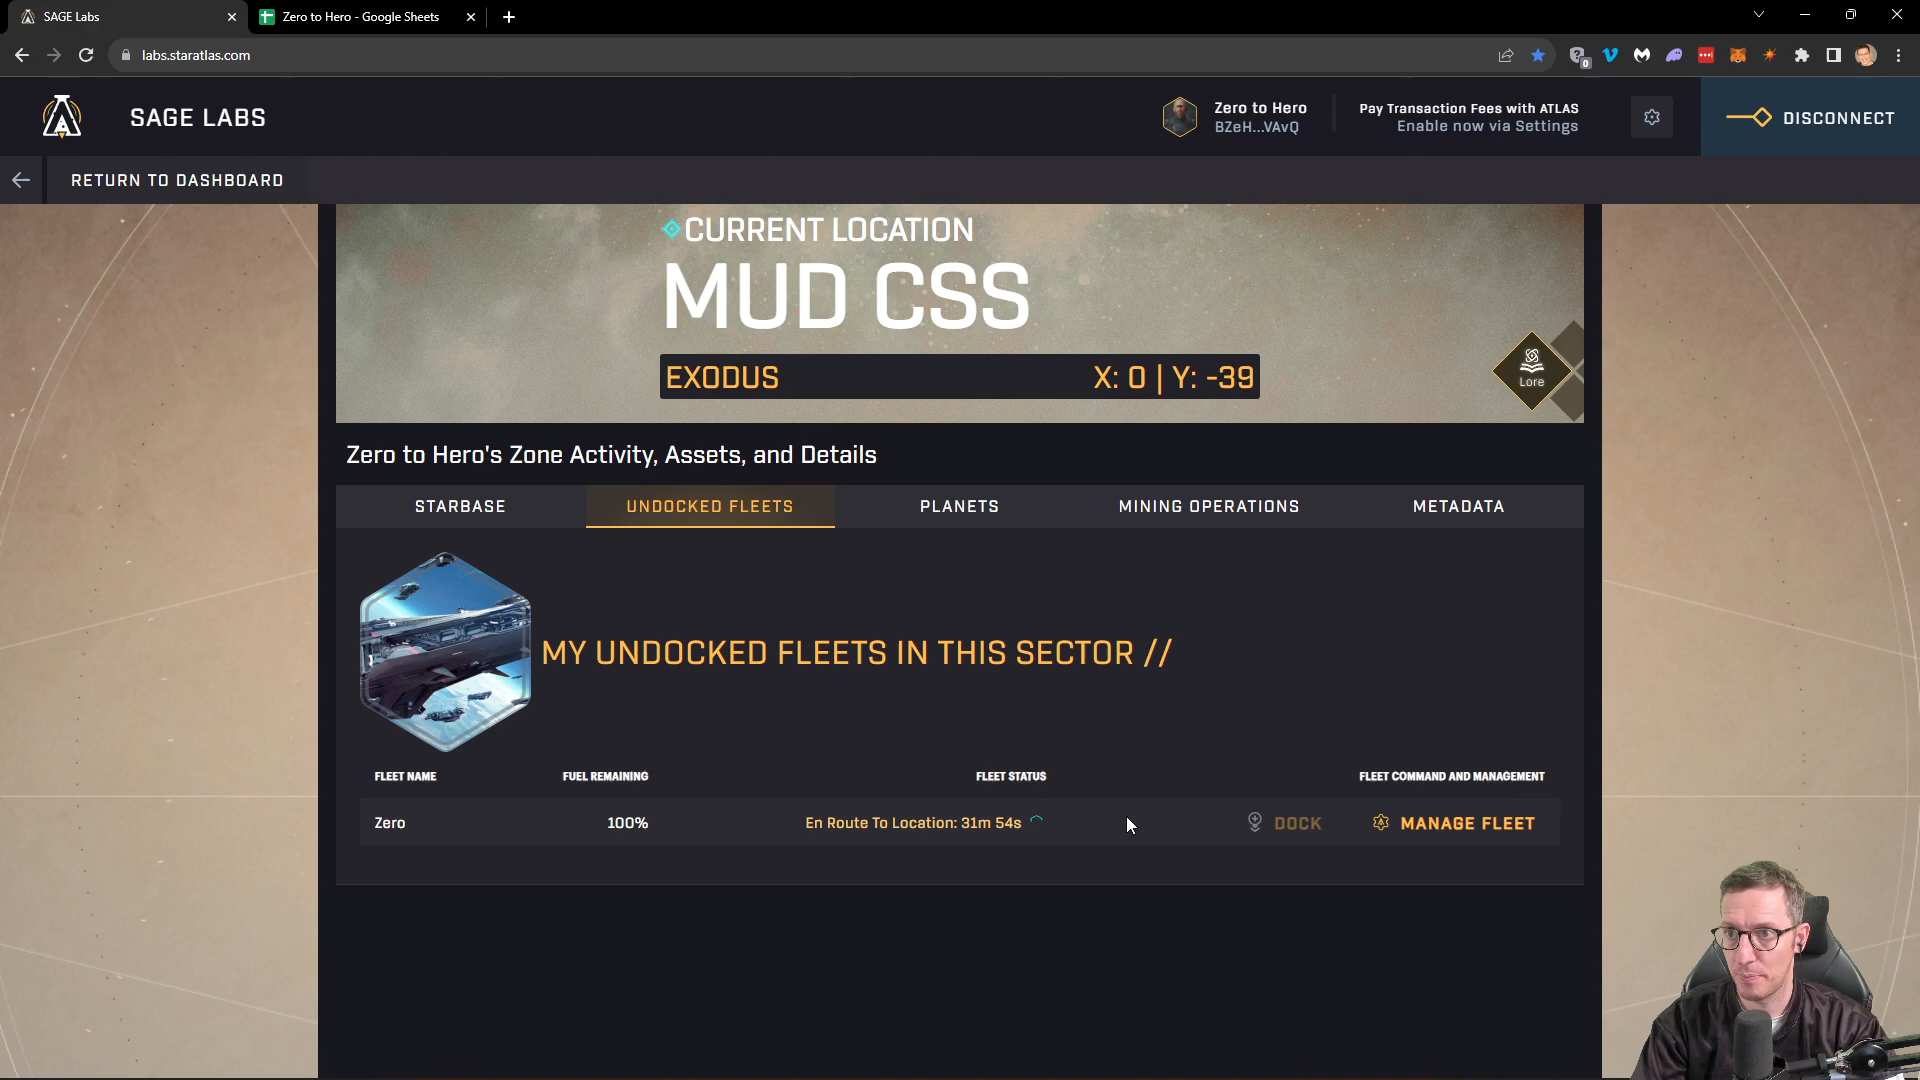 SAGE Labs
Zero to Hero - Google Sheets
labs.staratlas.com
0
SAGE LABS
Zero to Hero
BZeH...VAvQ
Pay Transaction Fees with ATLAS
Enable now via Settings
DISCONNECT
RETURN TO DASHBOARD
CURRENT LOCATION
MUD CSS
EXODUS X: 0 | Y: -39
Lore
Zero to Hero's Zone Activity, Assets, and Details
STARBASE UNDOCKED FLEETS PLANETS MINING OPERATIONS METADATA
MY UNDOCKED FLEETS IN THIS SECTOR //
FLEET NAME FUEL REMAINING FLEET STATUS FLEET COMMAND AND MANAGEMENT
Zero 100% En Route To Location: 31m 54s DOCK MANAGE FLEET